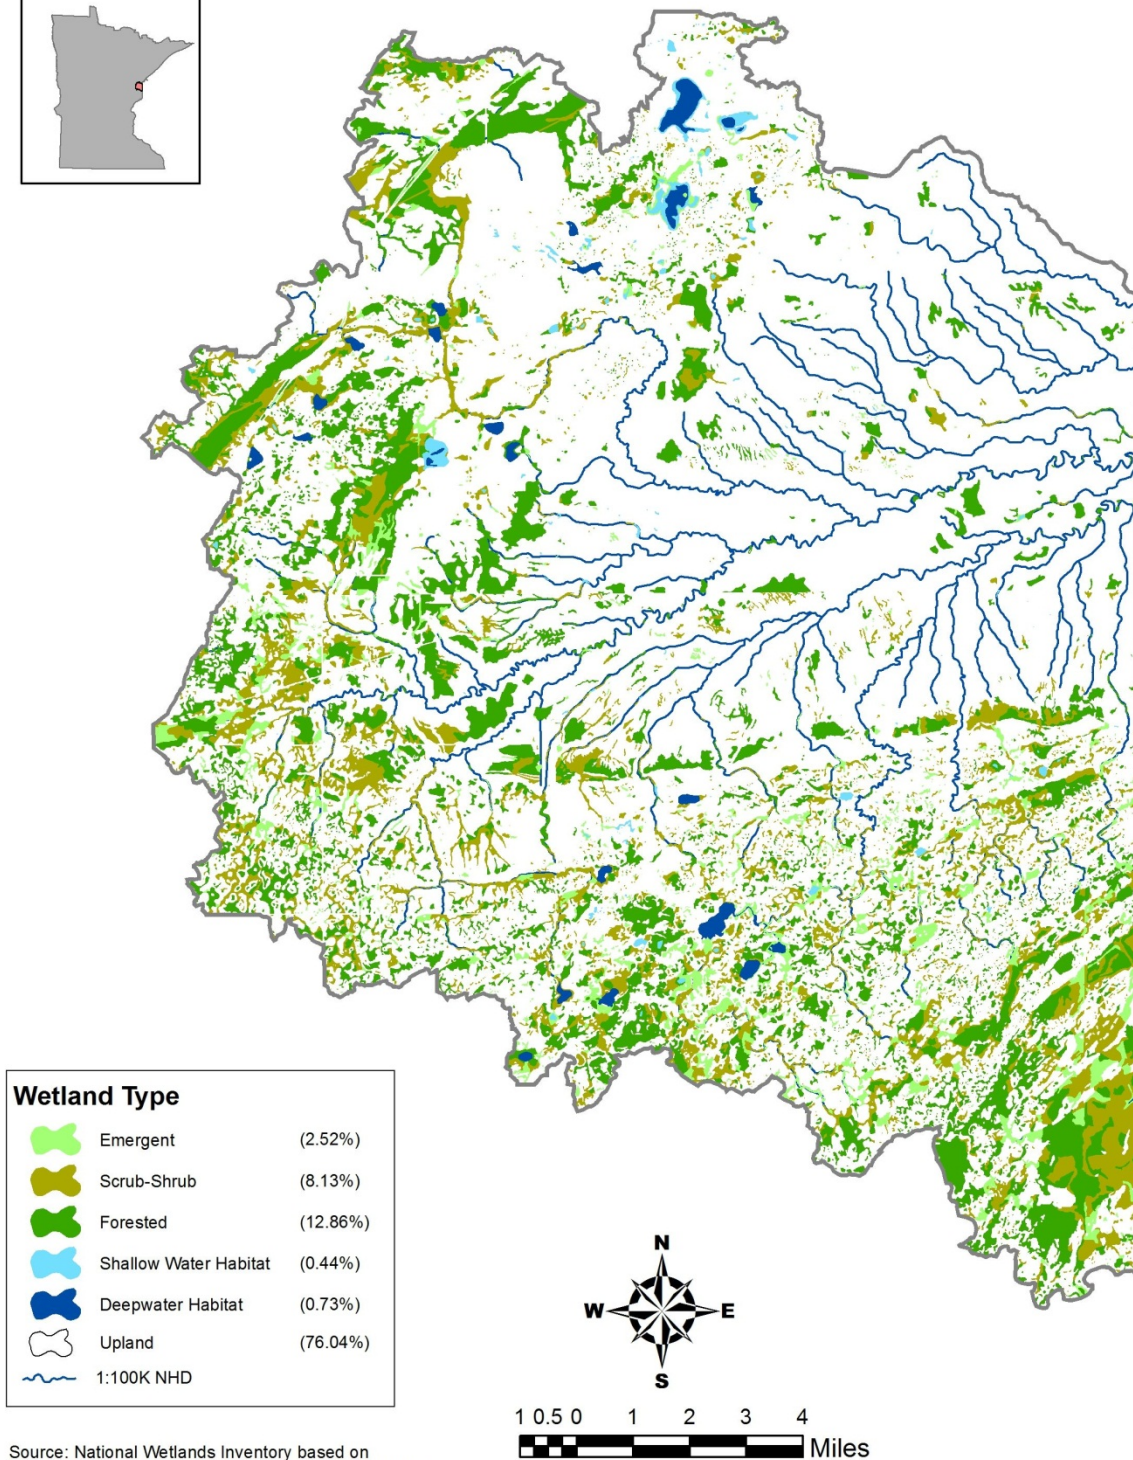 Wetland Type
Emergent (2.52%)
Scrub-Shrub (8.13%)
Forested (12.86%)
Shallow Water Habitat (0.44%)
Deepwater Habitat (0.73%)
Upland (76.04%)
1:100K NHD
N
W E
S
1 0.5 0 1 2 3 4
Miles
Source: National Wetlands Inventory based on